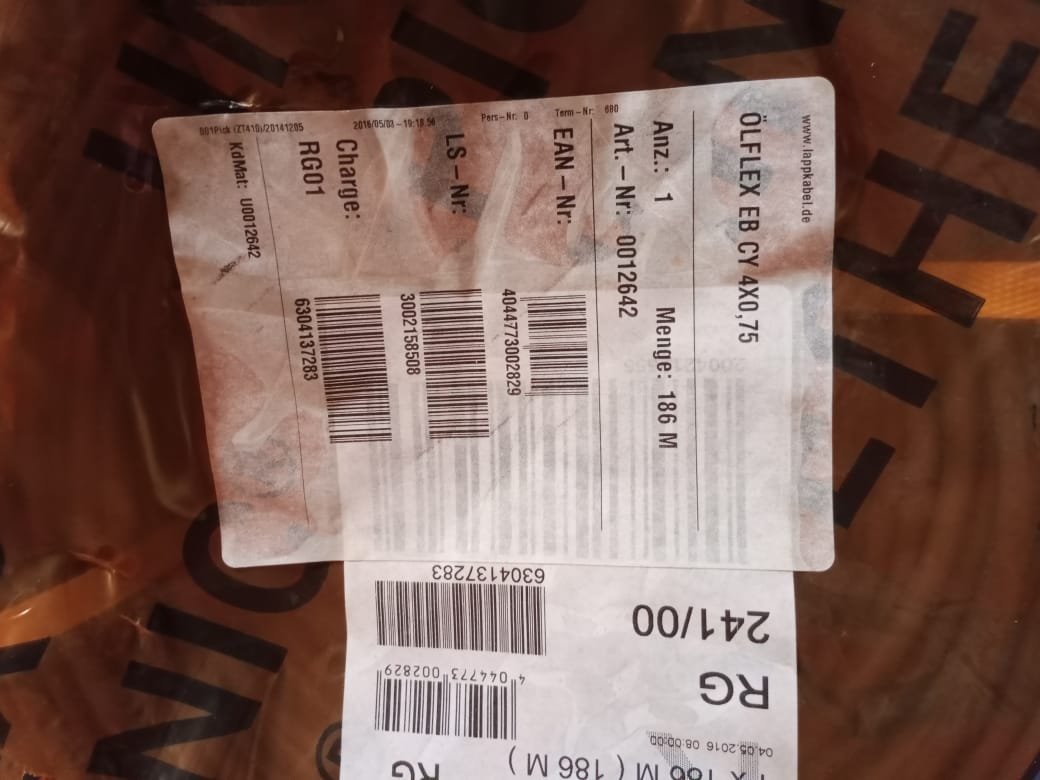 www.lappkabel.de
ÖLFLEX EB CY 4X0,75
Anz.: 1 Menge: 186 M
Art.-Nr: 0012642
Term-Nr: 680
EAN-Nr:
4044773002829
Pers-Nr. 0
LS-Nr:
3002158508
2016/05/03-19:18.56
Charge:
RG01
6304137283
001Pick (ZT410)/20141205
KdMat: U0012642
6304137283
241/00
4 044773 002829
RG
04.05.2016 08:00:00
X 186 M ( 186 M )
RG